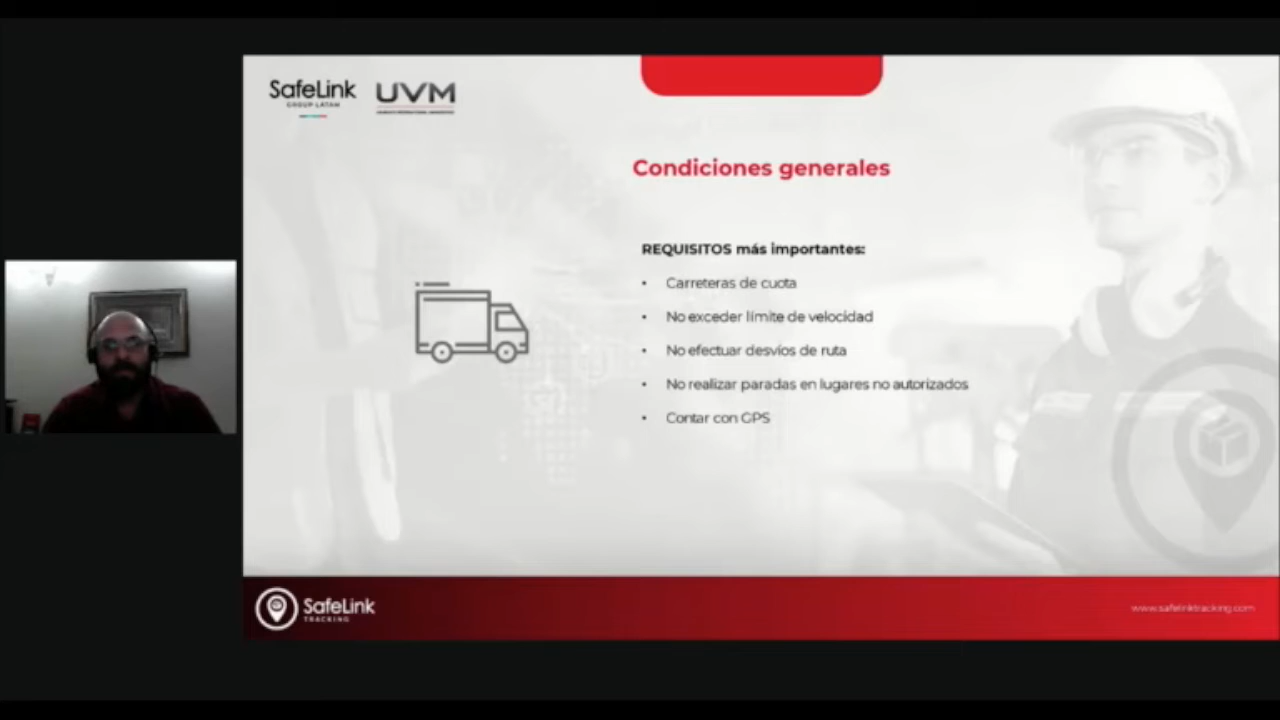 SafeLink
GROUP LATAM
UVM
Condiciones generales
REQUISITOS más importantes:
• Carreteras de cuota
• No exceder límite de velocidad
• No efectuar desvíos de ruta
• No realizar paradas en lugares no autorizados
• Contar con GPS
SafeLink
TRACKING
www.safelinktracking.com